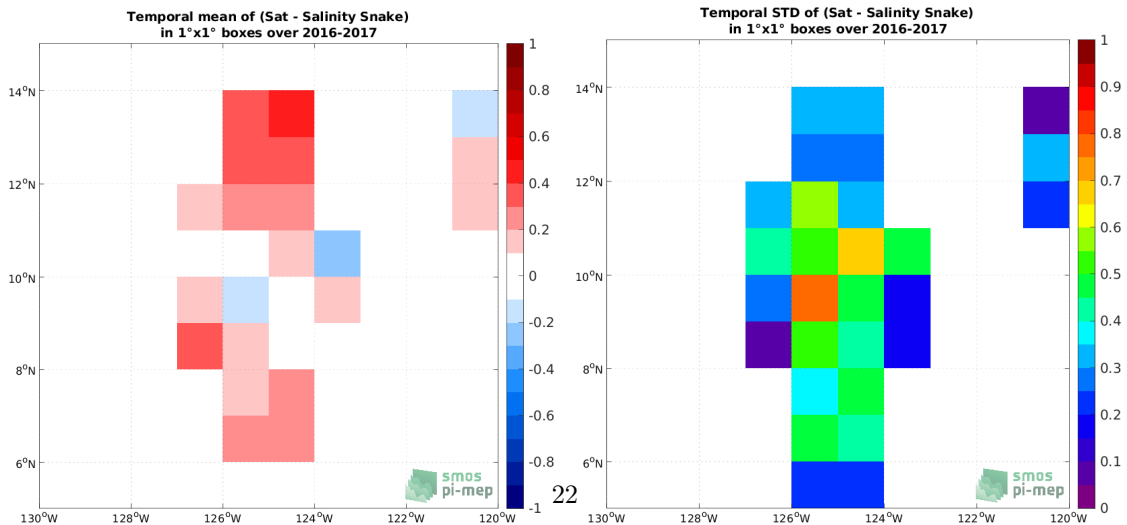 Temporal mean of (Sat - Salinity Snake)
in 1°x1° boxes over 2016-2017
14°N
12°N
10°N
8°N
6°N
130°W
128°W
126°W
124°W
122°W
120°W
1
0.8
0.6
0.4
0.2
0
-0.2
-0.4
-0.6
-0.8
-1
smos
pi-mep
22
Temporal STD of (Sat - Salinity Snake)
in 1°x1° boxes over 2016-2017
14°N
12°N
10°N
8°N
6°N
130°W
128°W
126°W
124°W
122°W
120°W
1
0.9
0.8
0.7
0.6
0.5
0.4
0.3
0.2
0.1
0
smos
pi-mep